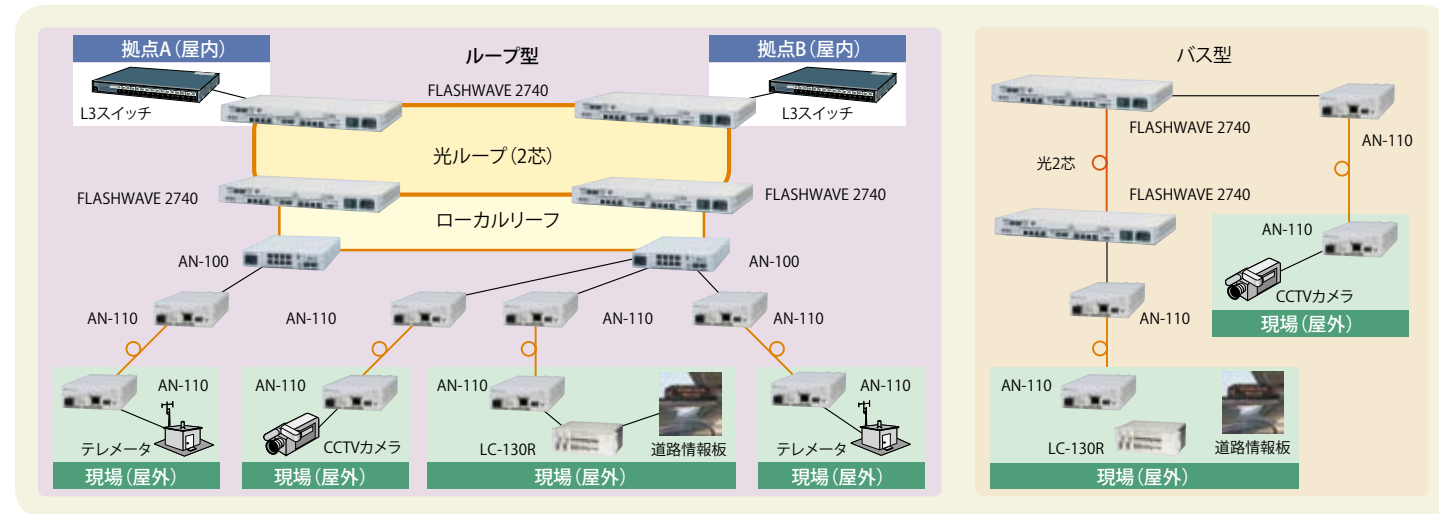 拠点A（屋内）
ループ型
拠点B（屋内）
FLASHWAVE 2740
L3スイッチ
L3スイッチ
光ループ（2芯）
FLASHWAVE 2740
FLASHWAVE 2740
ローカルリーフ
AN-100
AN-100
AN-110
AN-110
AN-110
AN-110
AN-110
テレメータ
現場（屋外）
AN-110
CCTVカメラ
現場（屋外）
AN-110
LC-130R
道路情報板
現場（屋外）
AN-110
テレメータ
現場（屋外）
バス型
FLASHWAVE 2740
AN-110
光2芯
FLASHWAVE 2740
AN-110
CCTVカメラ
現場（屋外）
AN-110
AN-110
LC-130R
道路情報板
現場（屋外）